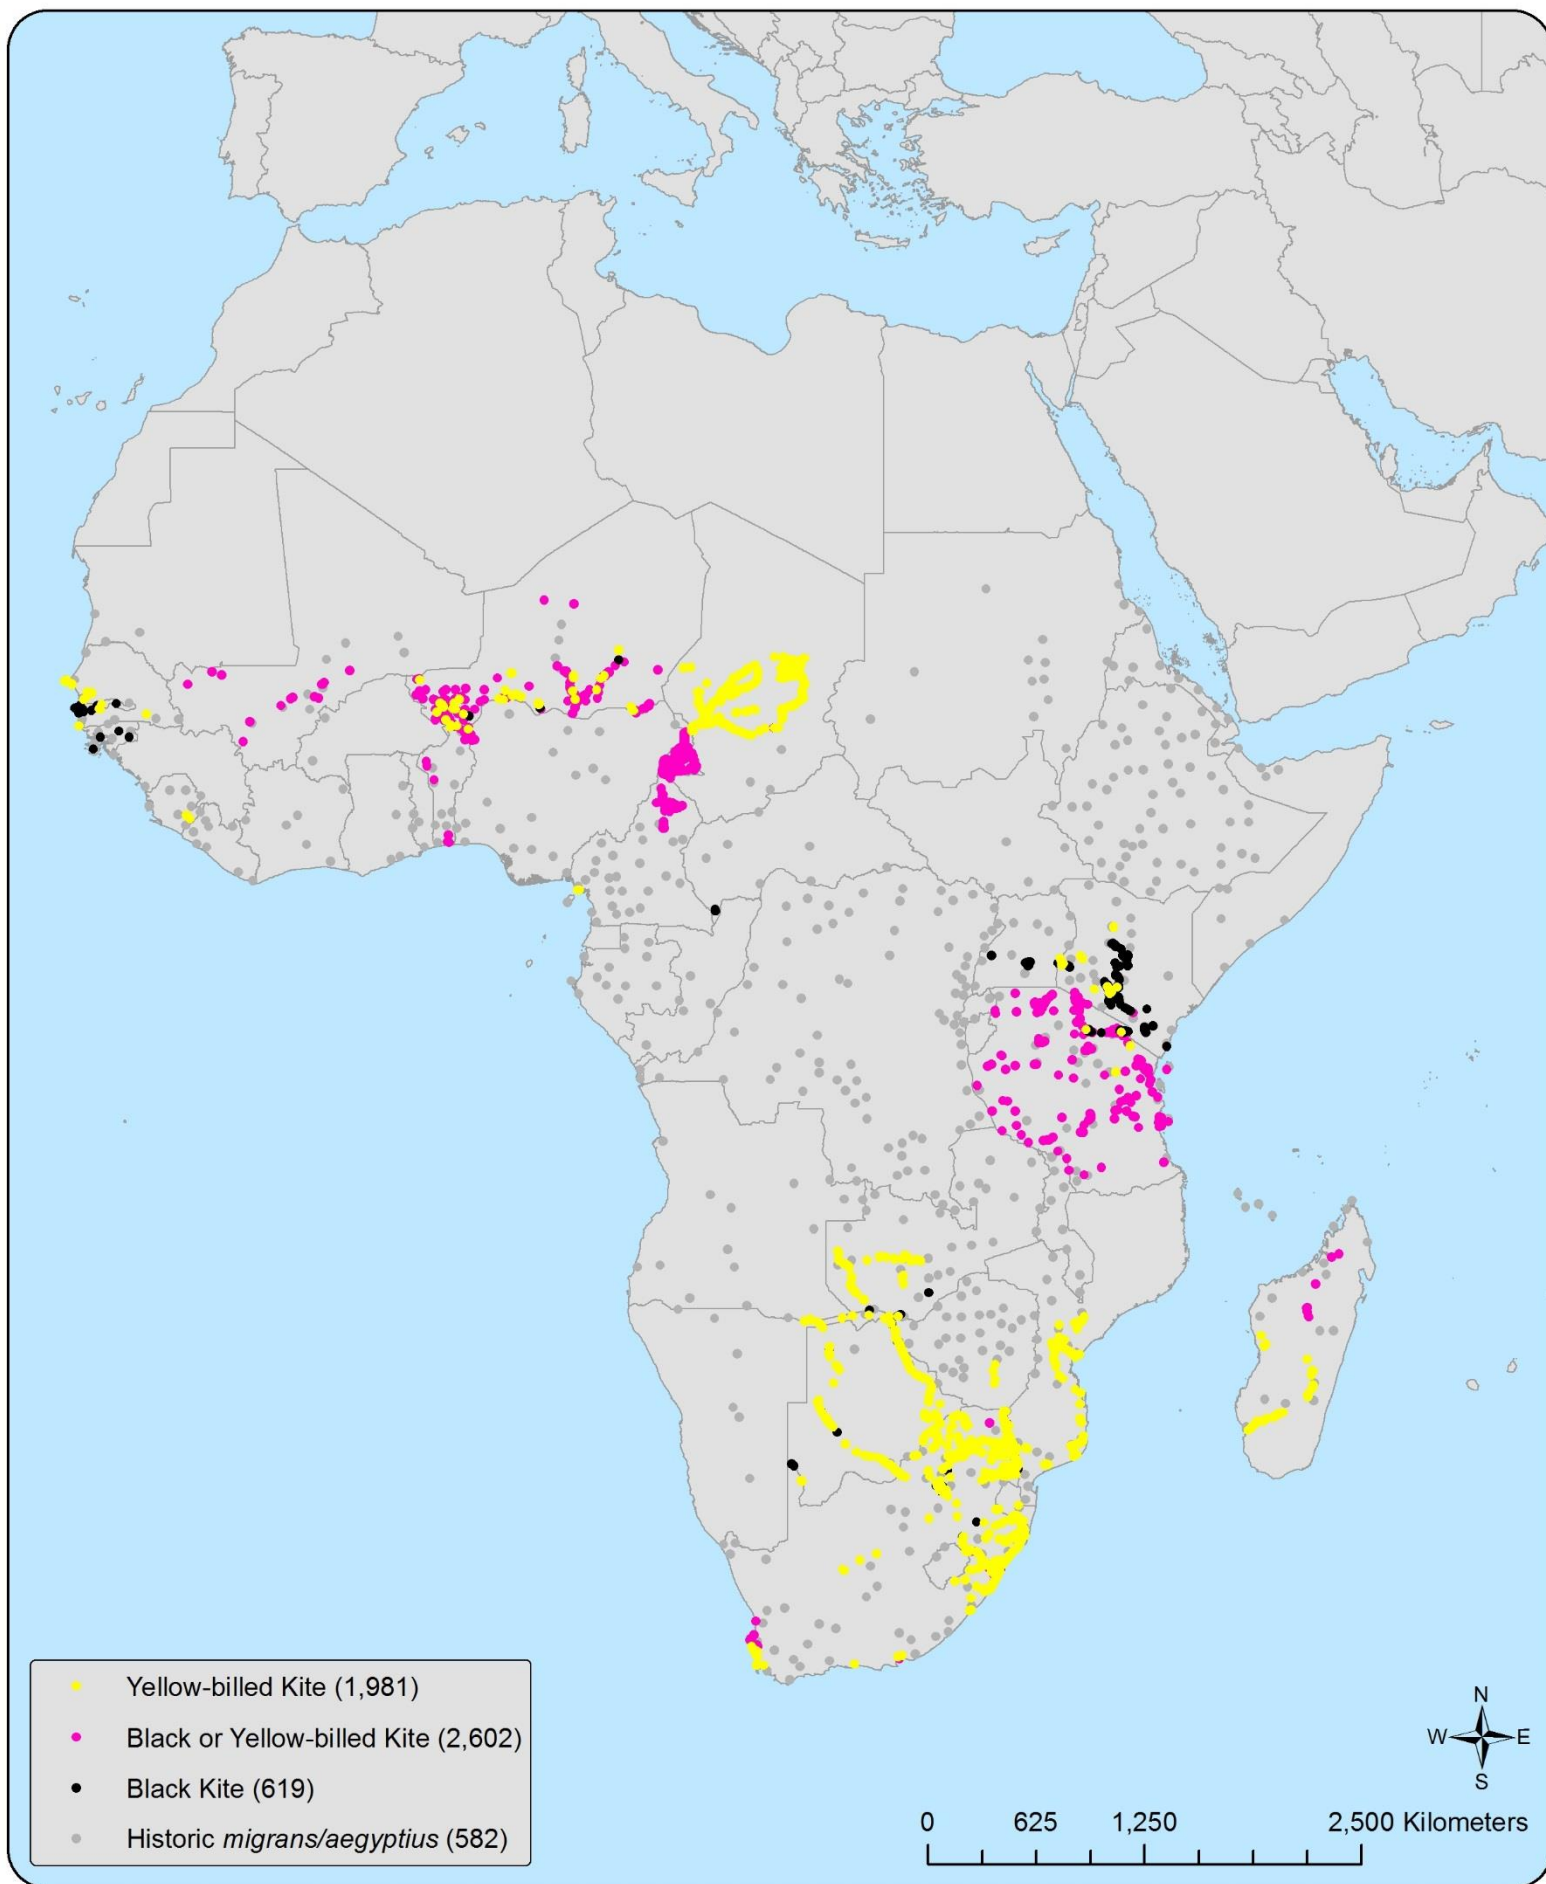 Yellow-billed Kite (1,981)
Black or Yellow-billed Kite (2,602)
Black Kite (619)
Historic migrans/aegyptius (582)
N
W E
S
0 625 1,250 2,500 Kilometers